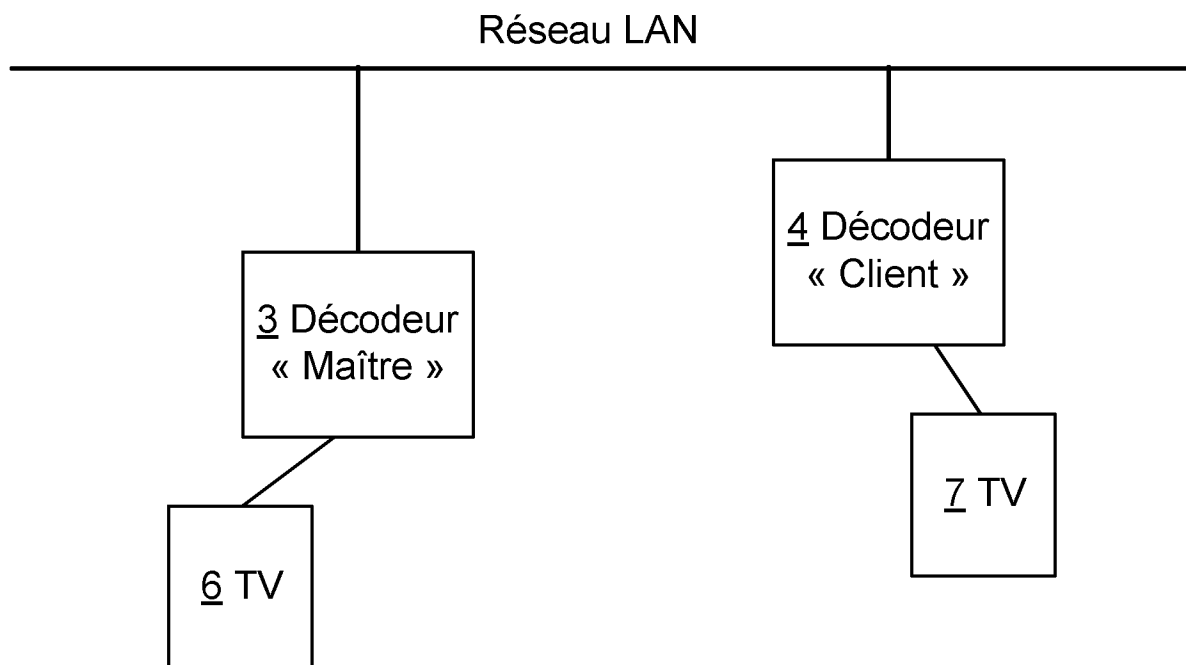 Réseau LAN
3 Décodeur
« Maître »
4 Décodeur
« Client »
6 TV
7 TV